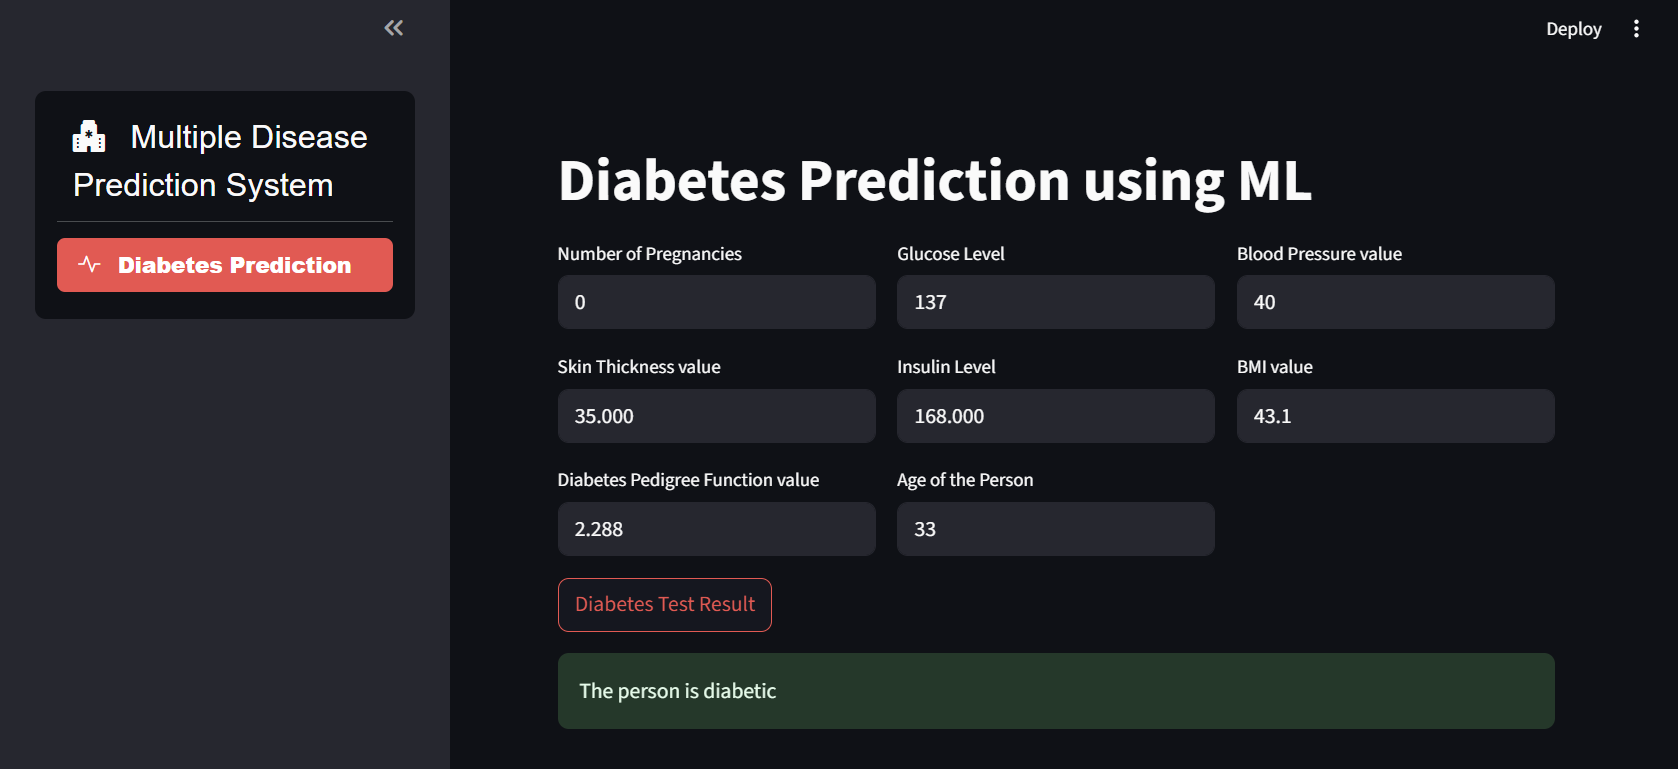 Deploy
Multiple Disease
Prediction System
Diabetes Prediction
Diabetes Prediction using ML
Number of Pregnancies
0
Glucose Level
137
Blood Pressure value
40
Skin Thickness value
35.000
Insulin Level
168.000
BMI value
43.1
Diabetes Pedigree Function value
2.288
Age of the Person
33
Diabetes Test Result
The person is diabetic